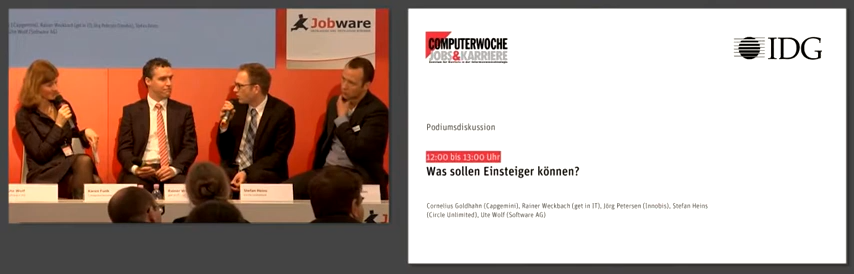 Jobware
COMPUTERWOCHE
JOBS&KARRIERE
IDG
Podiumsdiskussion
12:00 bis 13:00 Uhr
Was sollen Einsteiger können?
Cornelius Goldhahn (Capgemini), Rainer Weckbach (get in IT), Jörg Petersen (Innobis), Stefan Heins
(Circle Unlimited), Ute Wolf (Software AG)